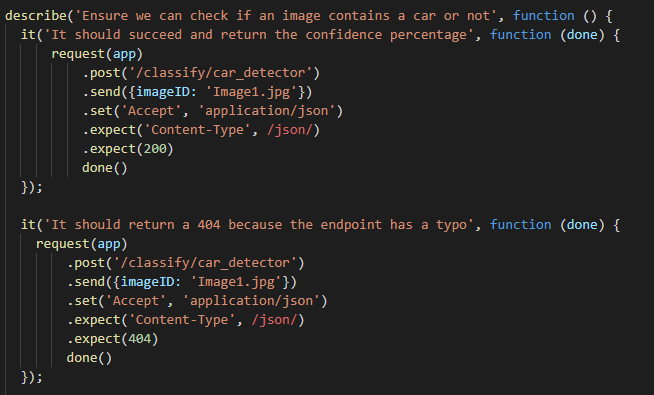 describe('Ensure we can check if an image contains a car or not', function () {
it('It should succeed and return the confidence percentage', function (done) {
request(app)
.post('/classify/car_detector')
.send({imageID: 'Image1.jpg'})
.set('Accept', 'application/json')
.expect('Content-Type', /json/)
.expect(200)
done()
});
it('It should return a 404 because the endpoint has a typo', function (done) {
request(app)
.post('/classify/car_detector')
.send({imageID: 'Image1.jpg'})
.set('Accept', 'application/json')
.expect('Content-Type', /json/)
.expect(404)
done()
});